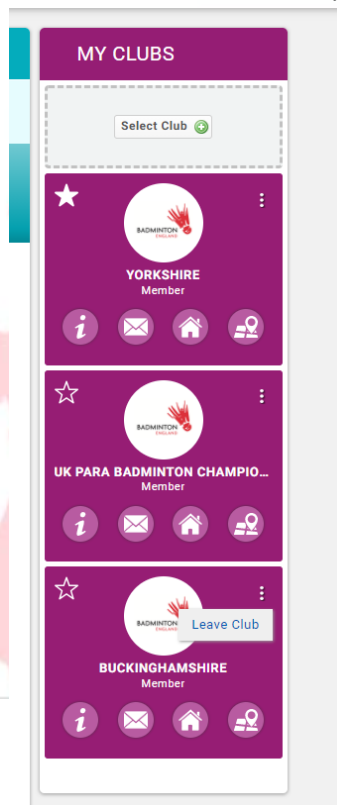 MY CLUBS
Select Club
BADMINTON
ENGLAND
YORKSHIRE
Member
BADMINTON
ENGLAND
UK PARA BADMINTON CHAMPIO...
Member
BADMINTON
Leave Club
BUCKINGHAMSHIRE
Member